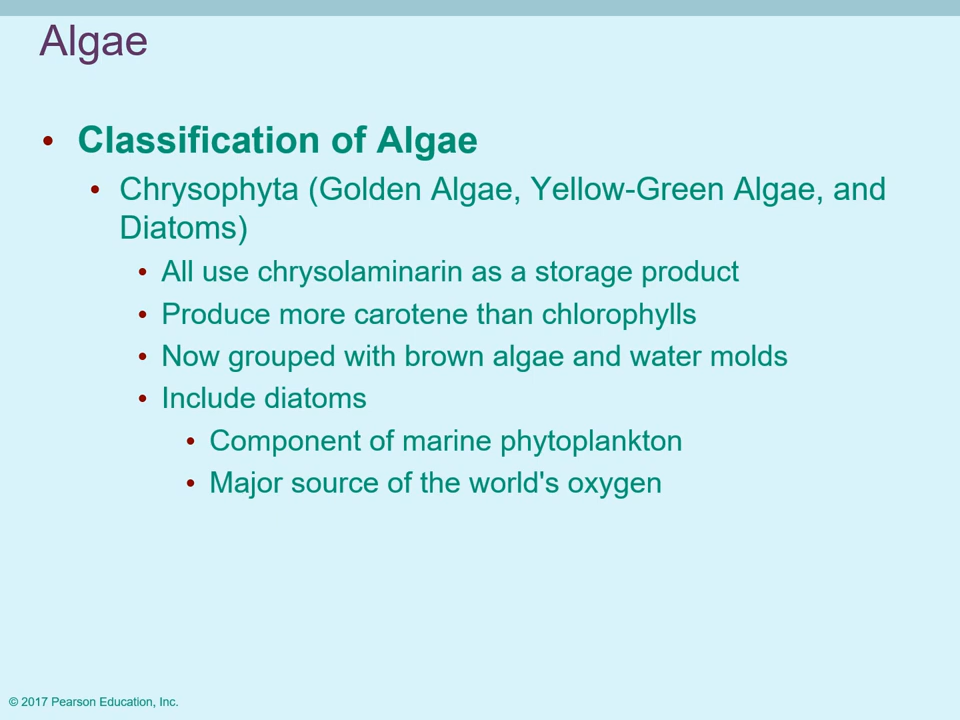 Algae
• Classification of Algae
• Chrysophyta (Golden Algae, Yellow-Green Algae, and
Diatoms)
• All use chrysolaminarin as a storage product
• Produce more carotene than chlorophylls
• Now grouped with brown algae and water molds
• Include diatoms
• Component of marine phytoplankton
• Major source of the world's oxygen
© 2017 Pearson Education, Inc.